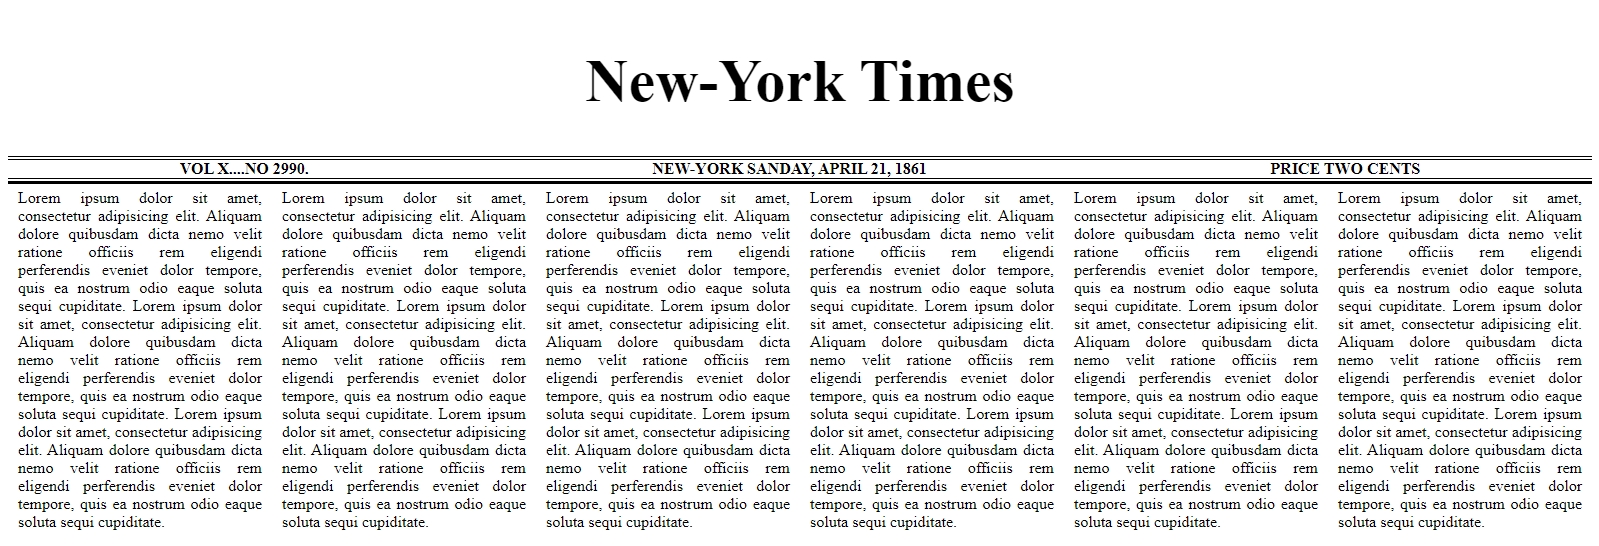 New-York Times
VOL X....NO 2990.
NEW-YORK SANDAY, APRIL 21, 1861
PRICE TWO CENTS
Lorem ipsum dolor sit amet,
consectetur adipisicing elit. Aliquam
dolore quibusdam dicta nemo velit
ratione officiis rem eligendi
perferendis eveniet dolor tempore,
quis ea nostrum odio eaque soluta
sequi cupiditate. Lorem ipsum dolor
sit amet, consectetur adipisicing elit.
Aliquam dolore quibusdam dicta
nemo velit ratione officiis rem
eligendi perferendis eveniet dolor
tempore, quis ea nostrum odio eaque
soluta sequi cupiditate. Lorem ipsum
dolor sit amet, consectetur adipisicing
elit. Aliquam dolore quibusdam dicta
nemo velit ratione officiis rem
eligendi perferendis eveniet dolor
tempore, quis ea nostrum odio eaque
soluta sequi cupiditate.
Lorem ipsum dolor sit amet,
consectetur adipisicing elit. Aliquam
dolore quibusdam dicta nemo velit
ratione officiis rem eligendi
perferendis eveniet dolor tempore,
quis ea nostrum odio eaque soluta
sequi cupiditate. Lorem ipsum dolor
sit amet, consectetur adipisicing elit.
Aliquam dolore quibusdam dicta
nemo velit ratione officiis rem
eligendi perferendis eveniet dolor
tempore, quis ea nostrum odio eaque
soluta sequi cupiditate. Lorem ipsum
dolor sit amet, consectetur adipisicing
elit. Aliquam dolore quibusdam dicta
nemo velit ratione officiis rem
eligendi perferendis eveniet dolor
tempore, quis ea nostrum odio eaque
soluta sequi cupiditate.
Lorem ipsum dolor sit amet,
consectetur adipisicing elit. Aliquam
dolore quibusdam dicta nemo velit
ratione officiis rem eligendi
perferendis eveniet dolor tempore,
quis ea nostrum odio eaque soluta
sequi cupiditate. Lorem ipsum dolor
sit amet, consectetur adipisicing elit.
Aliquam dolore quibusdam dicta
nemo velit ratione officiis rem
eligendi perferendis eveniet dolor
tempore, quis ea nostrum odio eaque
soluta sequi cupiditate. Lorem ipsum
dolor sit amet, consectetur adipisicing
elit. Aliquam dolore quibusdam dicta
nemo velit ratione officiis rem
eligendi perferendis eveniet dolor
tempore, quis ea nostrum odio eaque
soluta sequi cupiditate.
Lorem ipsum dolor sit amet,
consectetur adipisicing elit. Aliquam
dolore quibusdam dicta nemo velit
ratione officiis rem eligendi
perferendis eveniet dolor tempore,
quis ea nostrum odio eaque soluta
sequi cupiditate. Lorem ipsum dolor
sit amet, consectetur adipisicing elit.
Aliquam dolore quibusdam dicta
nemo velit ratione officiis rem
eligendi perferendis eveniet dolor
tempore, quis ea nostrum odio eaque
soluta sequi cupiditate. Lorem ipsum
dolor sit amet, consectetur adipisicing
elit. Aliquam dolore quibusdam dicta
nemo velit ratione officiis rem
eligendi perferendis eveniet dolor
tempore, quis ea nostrum odio eaque
soluta sequi cupiditate.
Lorem ipsum dolor sit amet,
consectetur adipisicing elit. Aliquam
dolore quibusdam dicta nemo velit
ratione officiis rem eligendi
perferendis eveniet dolor tempore,
quis ea nostrum odio eaque soluta
sequi cupiditate. Lorem ipsum dolor
sit amet, consectetur adipisicing elit.
Aliquam dolore quibusdam dicta
nemo velit ratione officiis rem
eligendi perferendis eveniet dolor
tempore, quis ea nostrum odio eaque
soluta sequi cupiditate. Lorem ipsum
dolor sit amet, consectetur adipisicing
elit. Aliquam dolore quibusdam dicta
nemo velit ratione officiis rem
eligendi perferendis eveniet dolor
tempore, quis ea nostrum odio eaque
soluta sequi cupiditate.
Lorem ipsum dolor sit amet,
consectetur adipisicing elit. Aliquam
dolore quibusdam dicta nemo velit
ratione officiis rem eligendi
perferendis eveniet dolor tempore,
quis ea nostrum odio eaque soluta
sequi cupiditate. Lorem ipsum dolor
sit amet, consectetur adipisicing elit.
Aliquam dolore quibusdam dicta
nemo velit ratione officiis rem
eligendi perferendis eveniet dolor
tempore, quis ea nostrum odio eaque
soluta sequi cupiditate. Lorem ipsum
dolor sit amet, consectetur adipisicing
elit. Aliquam dolore quibusdam dicta
nemo velit ratione officiis rem
eligendi perferendis eveniet dolor
tempore, quis ea nostrum odio eaque
soluta sequi cupiditate.